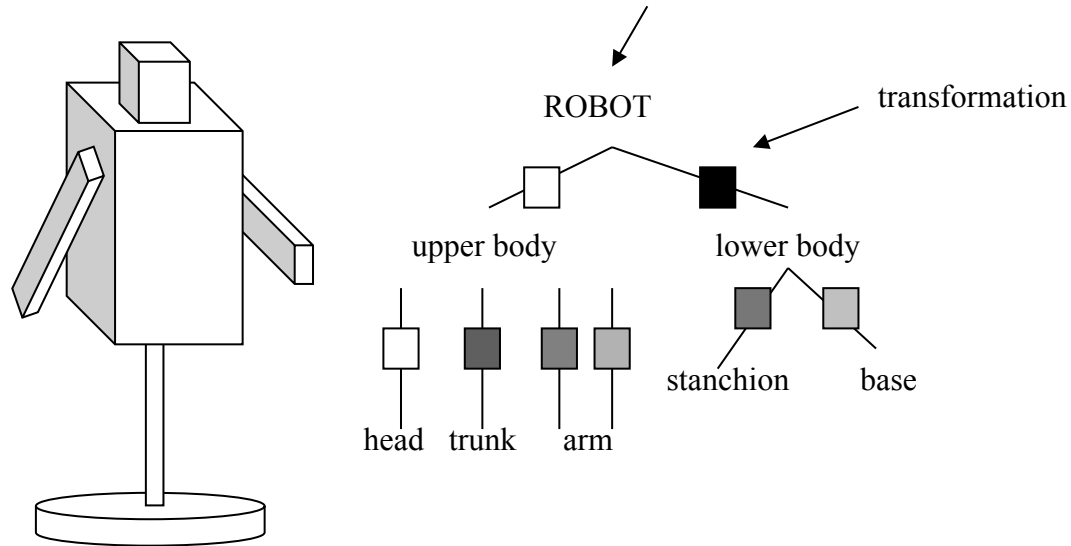 transformation
ROBOT
upper body
lower body
stanchion
base
head
trunk
arm